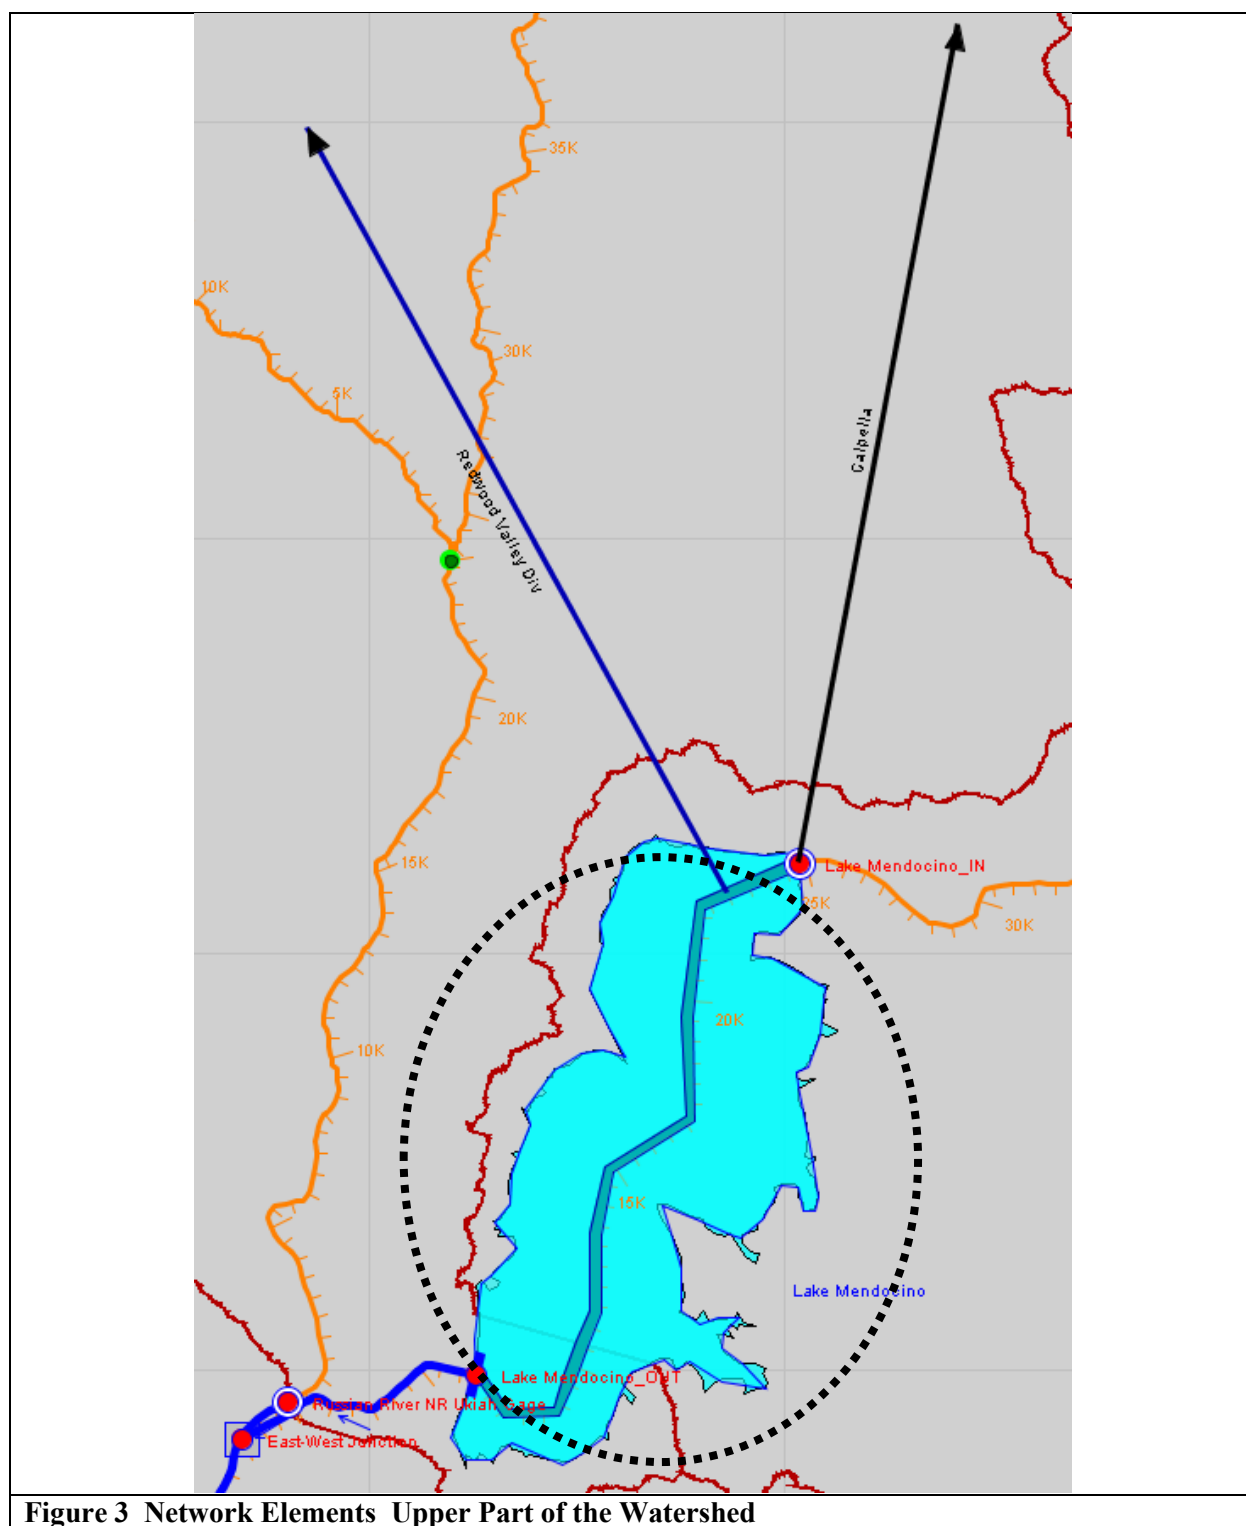 35K
10K
30K
5K
Calpella
Redwood Valley Div
20K
15K
Lake Mendocino_IN
25K
30K
20K
10K
15K
Lake Mendocino
Lake Mendocino_OUT
Russian River NR Ukiah Gage
East-West Junction
Figure 3 Network Elements Upper Part of the Watershed